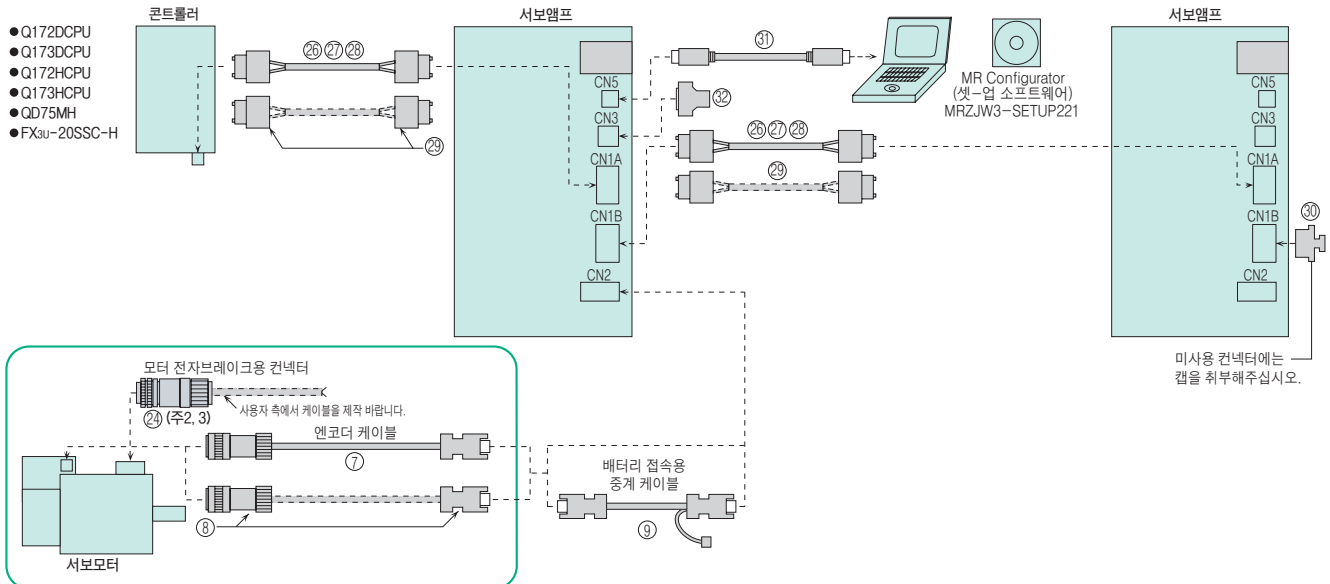 콘트롤러
● Q172DCPU
● Q173DCPU
● Q172HCPU
● Q173HCPU
● QD75MH
● FX3U-20SSC-H
㉖ ㉗ ㉘
㉙
서보앰프
CN5
CN3
CN1A
CN1B
CN2
㉛
㉜
㉖ ㉗ ㉘
㉙
MR Configurator
(셋-업 소프트웨어)
MRZJW3-SETUP221
서보앰프
CN5
CN3
CN1A
CN1B
CN2
㉚
미사용 컨넥터에는
캡을 취부해주십시오.
모터 전자브레이크용 컨넥터
사용자 측에서 케이블을 제작 바랍니다.
㉔ (주2, 3)
엔코더 케이블
⑦
⑧
서보모터
배터리 접속용
중계 케이블
⑨